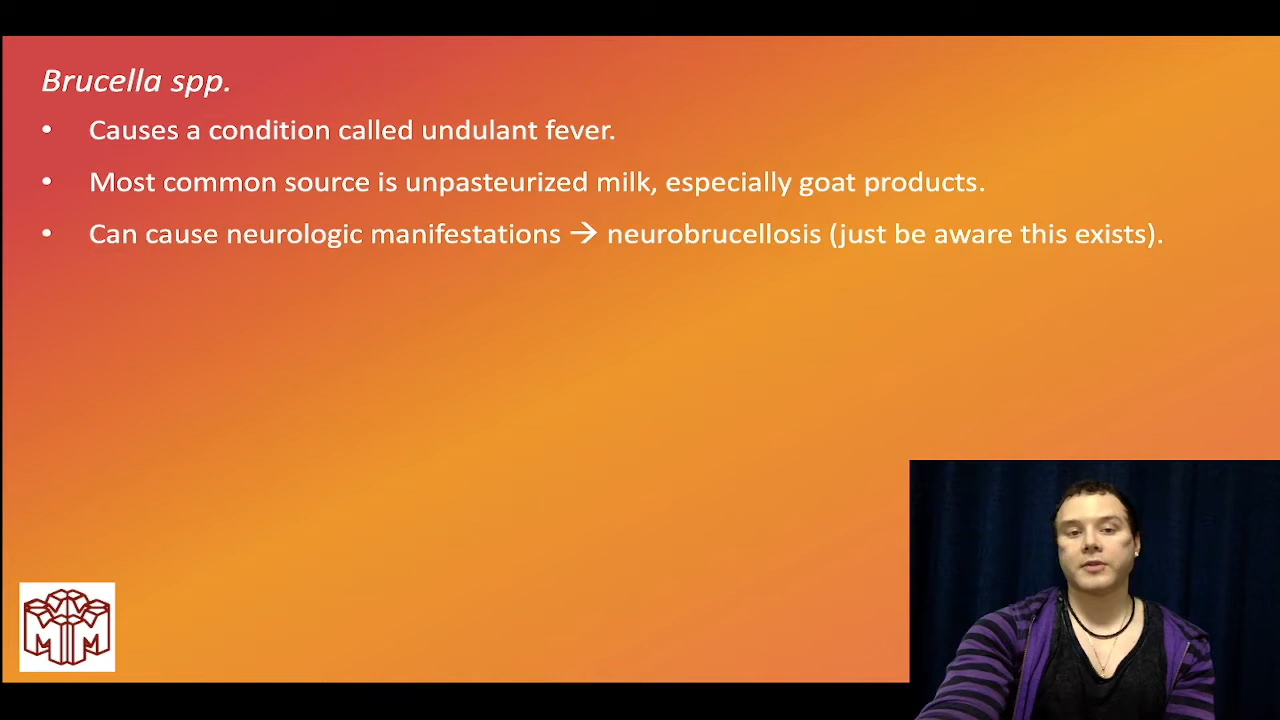 Brucella spp.
• Causes a condition called undulant fever.
• Most common source is unpasteurized milk, especially goat products.
• Can cause neurologic manifestations → neurobrucellosis (just be aware this exists).
M M